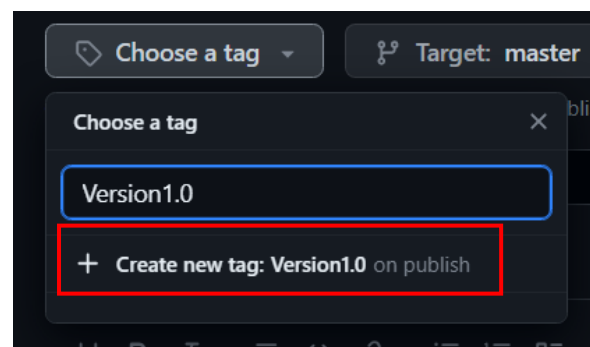 Choose a tag
Target: master
Choose a tag
Version1.0
+ Create new tag: Version1.0 on publish